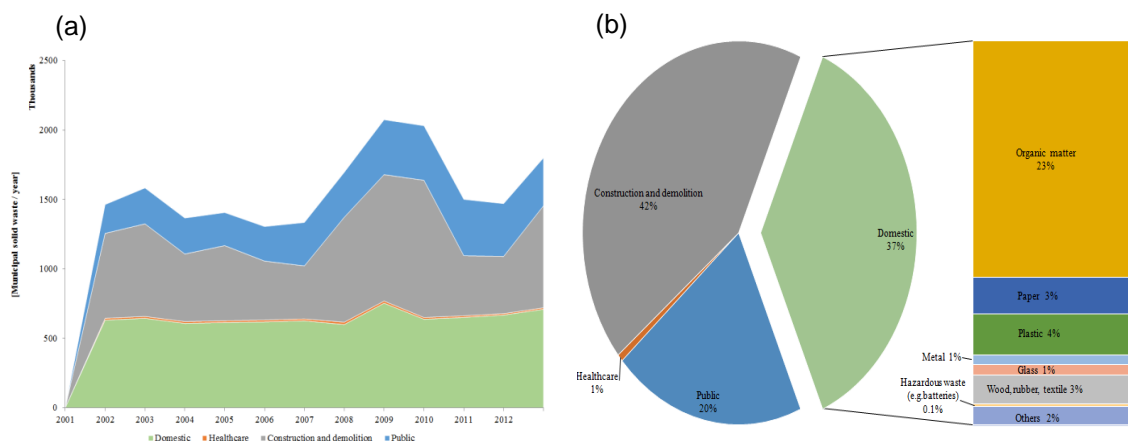 (a)
Thousands
[Municipal solid waste / year]
2500
2000
1500
1000
500
0
2001 2002 2003 2004 2005 2006 2007 2008 2009 2010 2011 2012
Domestic Healthcare Construction and demolition Public
(b)
Construction and demolition
42%
Domestic
37%
Healthcare
1%
Public
20%
Organic matter
23%
Paper 3%
Plastic 4%
Metal 1%
Glass 1%
Wood, rubber, textile 3%
Hazardous waste
(e.g.batteries)
0.1%
Others 2%